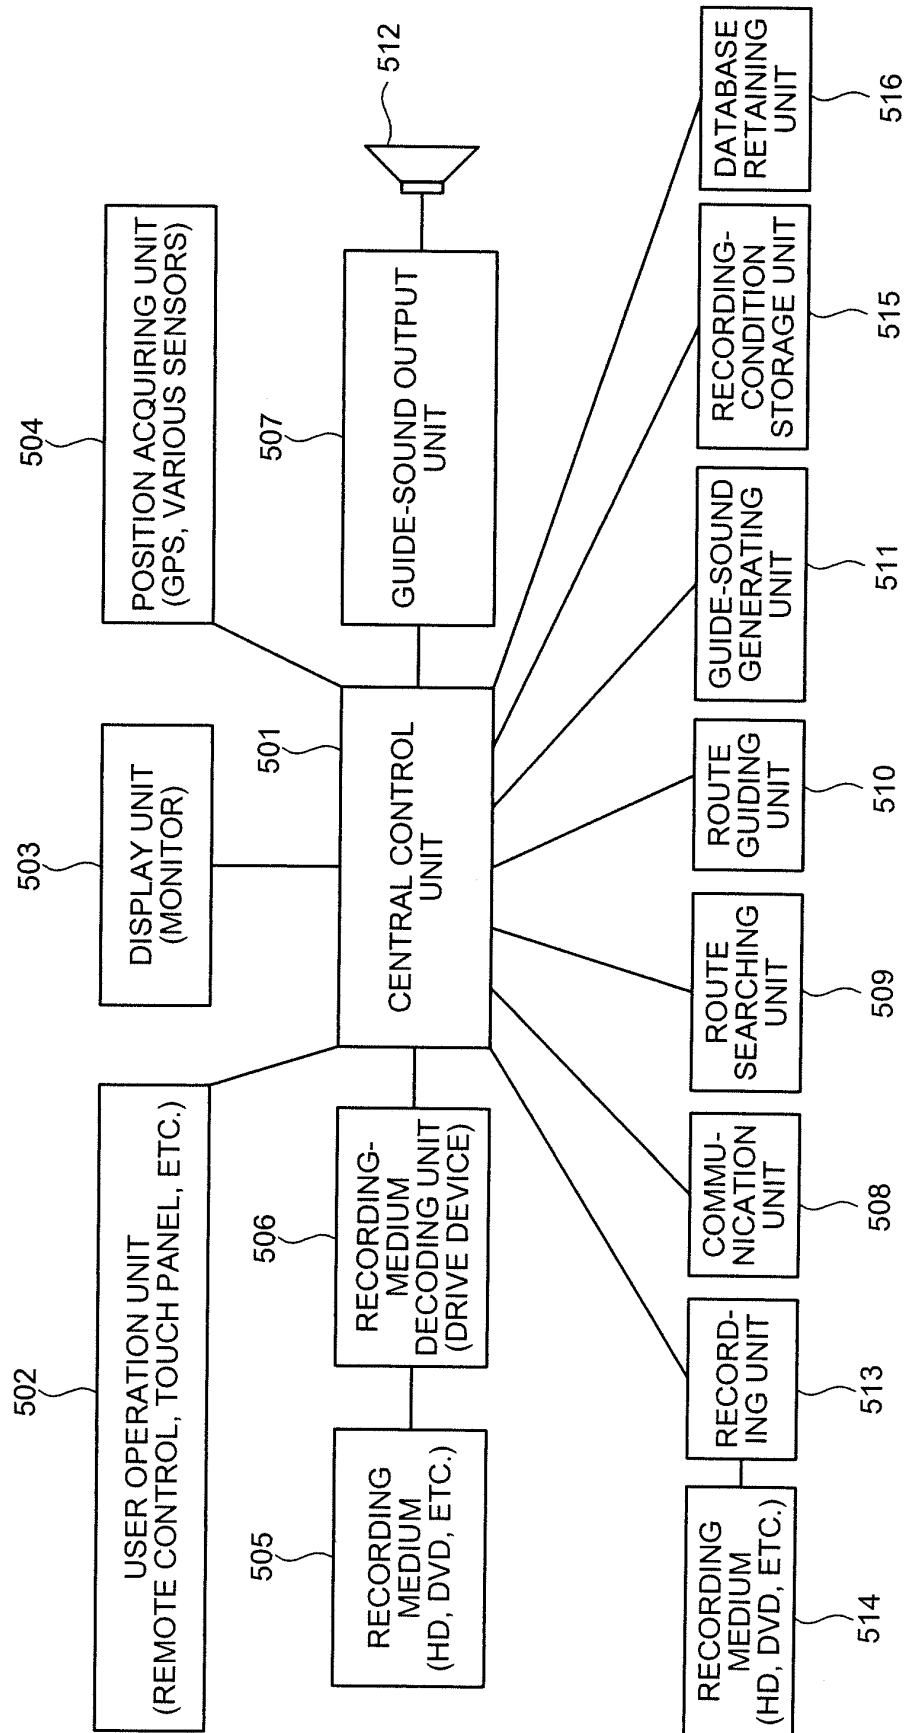 502
USER OPERATION UNIT
(REMOTE CONTROL, TOUCH PANEL, ETC.)
503
DISPLAY UNIT
(MONITOR)
504
POSITION ACQUIRING UNIT
(GPS, VARIOUS SENSORS)
505
RECORDING
MEDIUM
(HD, DVD, ETC.)
506
RECORDING-
MEDIUM
DECODING UNIT
(DRIVE DEVICE)
501
CENTRAL CONTROL
UNIT
507
GUIDE-SOUND OUTPUT
UNIT
512
RECORDING
MEDIUM
(HD, DVD, ETC.)
514
RECORD-
ING UNIT
513
COMMU-
NICATION
UNIT
508
ROUTE
SEARCHING
UNIT
509
ROUTE
GUIDING
UNIT
510
GUIDE-SOUND
GENERATING
UNIT
511
RECORDING-
CONDITION
STORAGE UNIT
515
DATABASE
RETAINING
UNIT
516